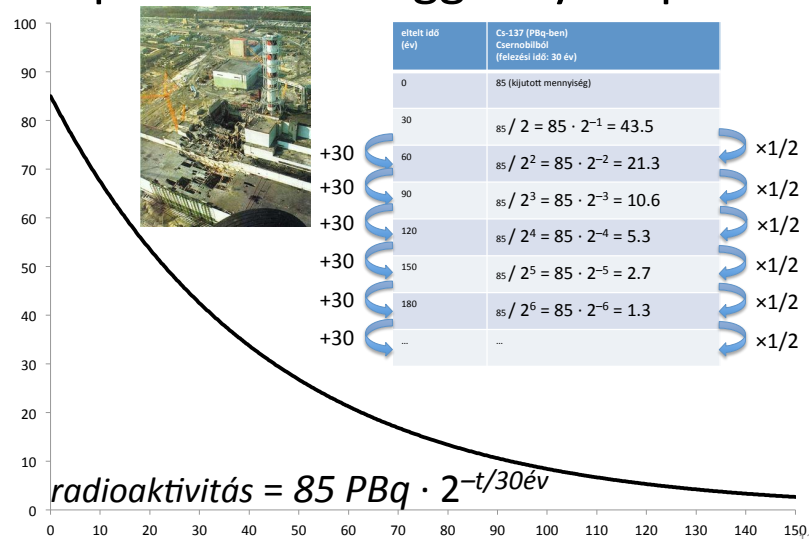 100
90
80
70
60
50
40
30
20
10
0
0 10 20 30 40 50 60 70 80 90 100 110 120 130 140 150
eltelt idő (év)
Cs-137 (PBq-ben)
Csernobilból
(felezési idő: 30 év)
0 85 (kijutott mennyiség)
30 85 / 2 = 85 · 2⁻¹ = 43.5
60 85 / 2² = 85 · 2⁻² = 21.3
90 85 / 2³ = 85 · 2⁻³ = 10.6
120 85 / 2⁴ = 85 · 2⁻⁴ = 5.3
150 85 / 2⁵ = 85 · 2⁻⁵ = 2.7
180 85 / 2⁶ = 85 · 2⁻⁶ = 1.3
... ...
+30 ×1/2
+30 ×1/2
+30 ×1/2
+30 ×1/2
+30 ×1/2
+30 ×1/2
radioaktivitás = 85 PBq · 2^–t/30év